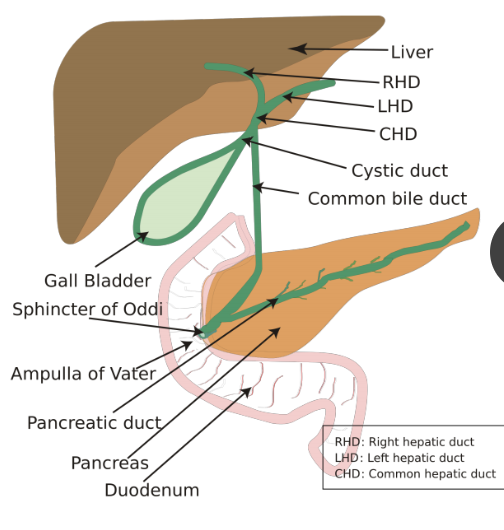 Liver
RHD
LHD
CHD
Cystic duct
Common bile duct
Gall Bladder
Sphincter of Oddi
Ampulla of Vater
Pancreatic duct
Pancreas
Duodenum
RHD: Right hepatic duct
LHD: Left hepatic duct
CHD: Common hepatic duct